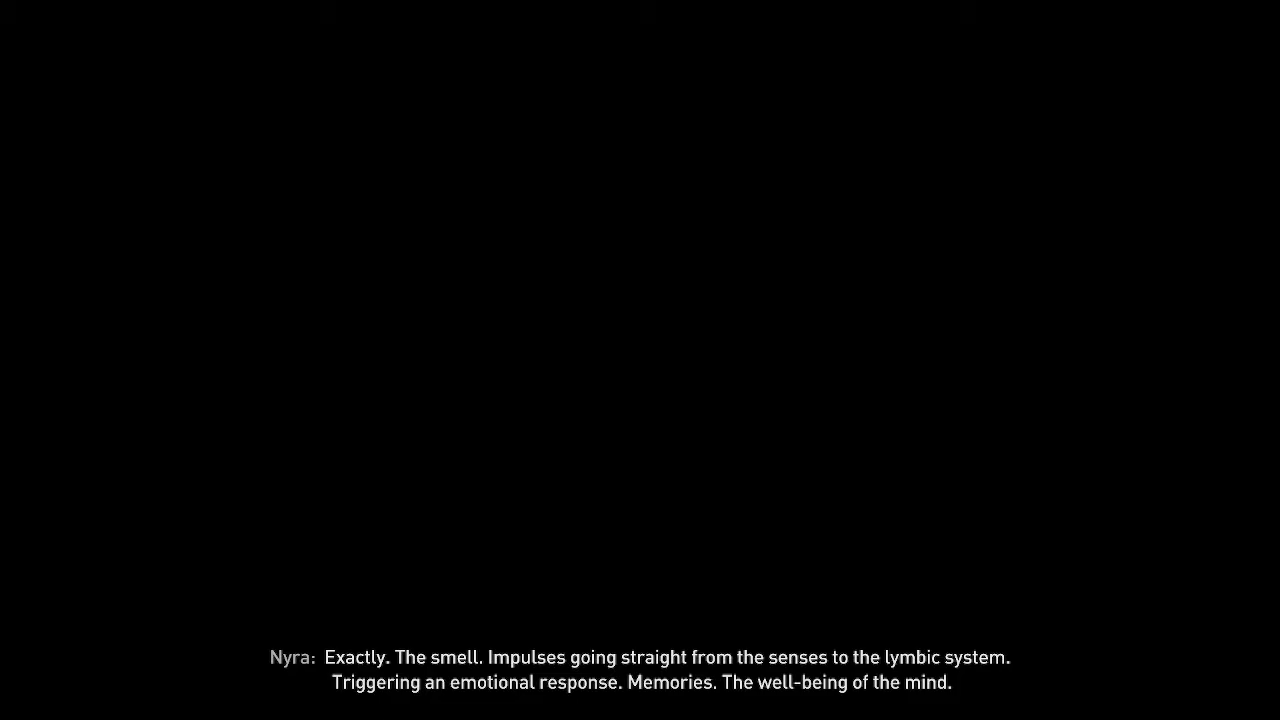 Nyra: Exactly. The smell. Impulses going straight from the senses to the lymbic system.
Triggering an emotional response. Memories. The well-being of the mind.